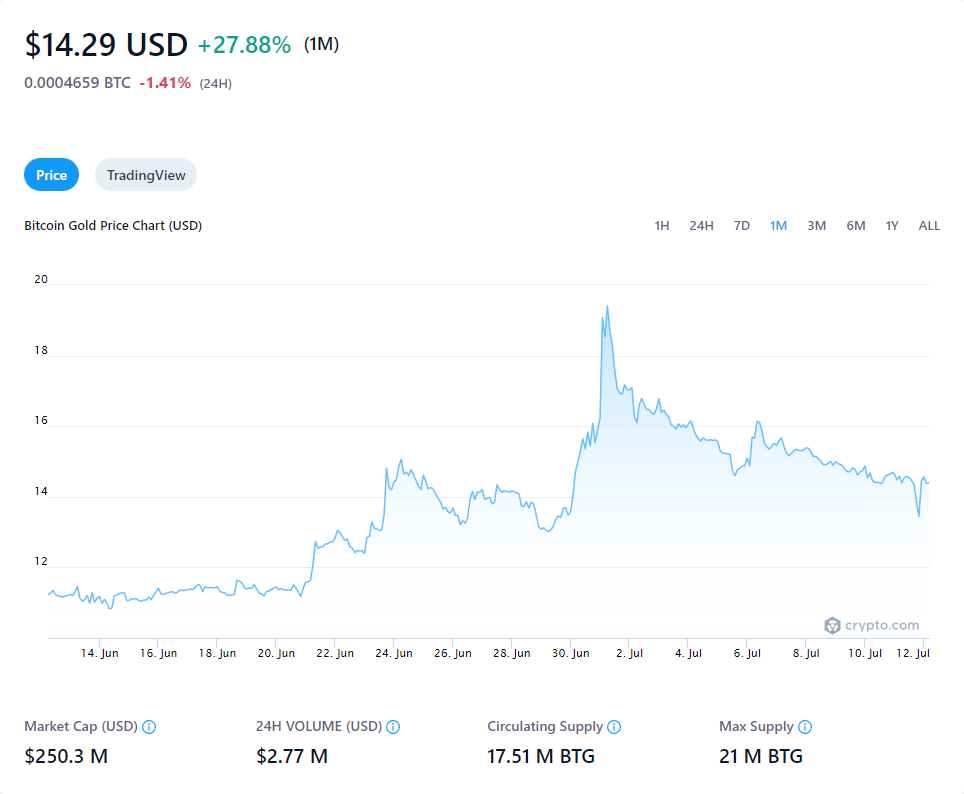 $14.29 USD +27.88% (1M)
0.0004659 BTC -1.41% (24H)
Price TradingView
Bitcoin Gold Price Chart (USD) 1H 24H 7D 1M 3M 6M 1Y ALL
20
18
16
14
12
crypto.com
14. Jun 16. Jun 18. Jun 20. Jun 22. Jun 24. Jun 26. Jun 28. Jun 30. Jun 2. Jul 4. Jul 6. Jul 8. Jul 10. Jul 12. Jul
Market Cap (USD) 24H VOLUME (USD) Circulating Supply Max Supply
$250.3 M $2.77 M 17.51 M BTG 21 M BTG